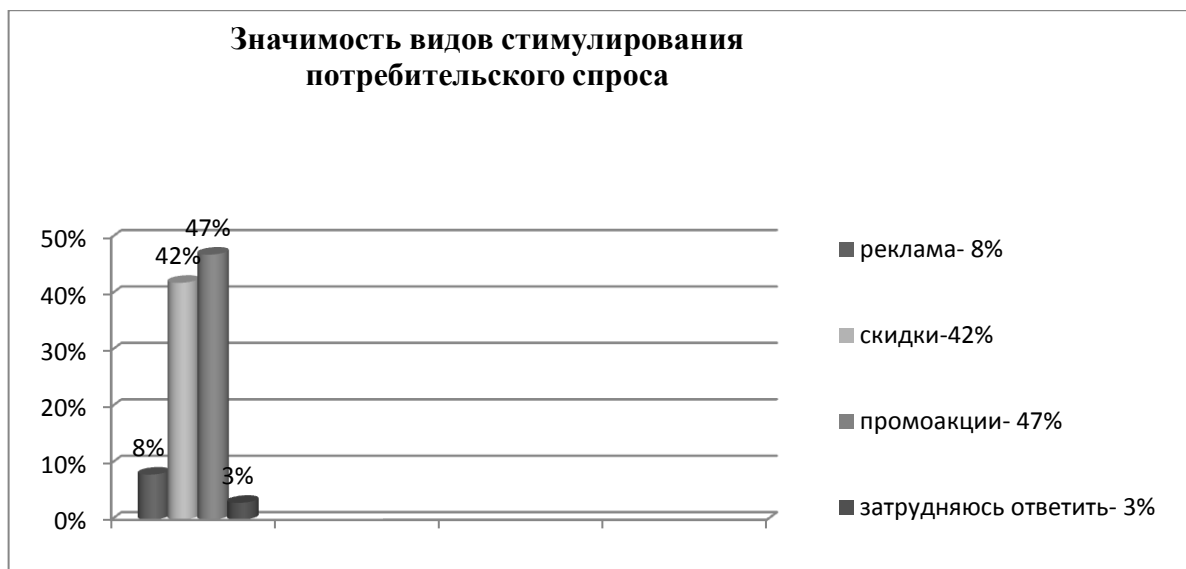 Значимость видов стимулирования
потребительского спроса
47%
50%
42%
40%
30%
20%
10%
8%
3%
0%
реклама- 8%
скидки-42%
промоакции- 47%
затрудняюсь ответить- 3%